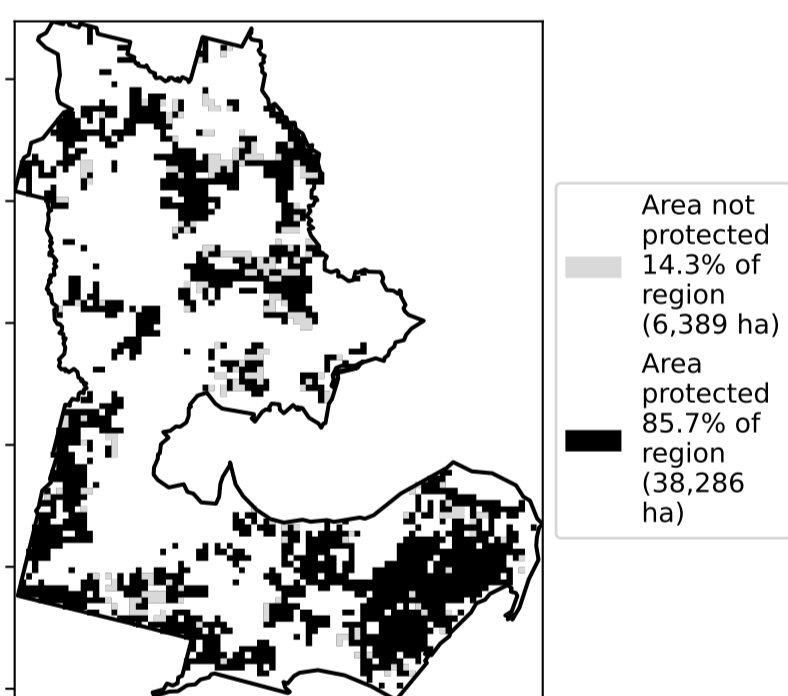 Area not
protected
14.3% of
region
(6,389 ha)
Area
protected
85.7% of
region
(38,286
ha)